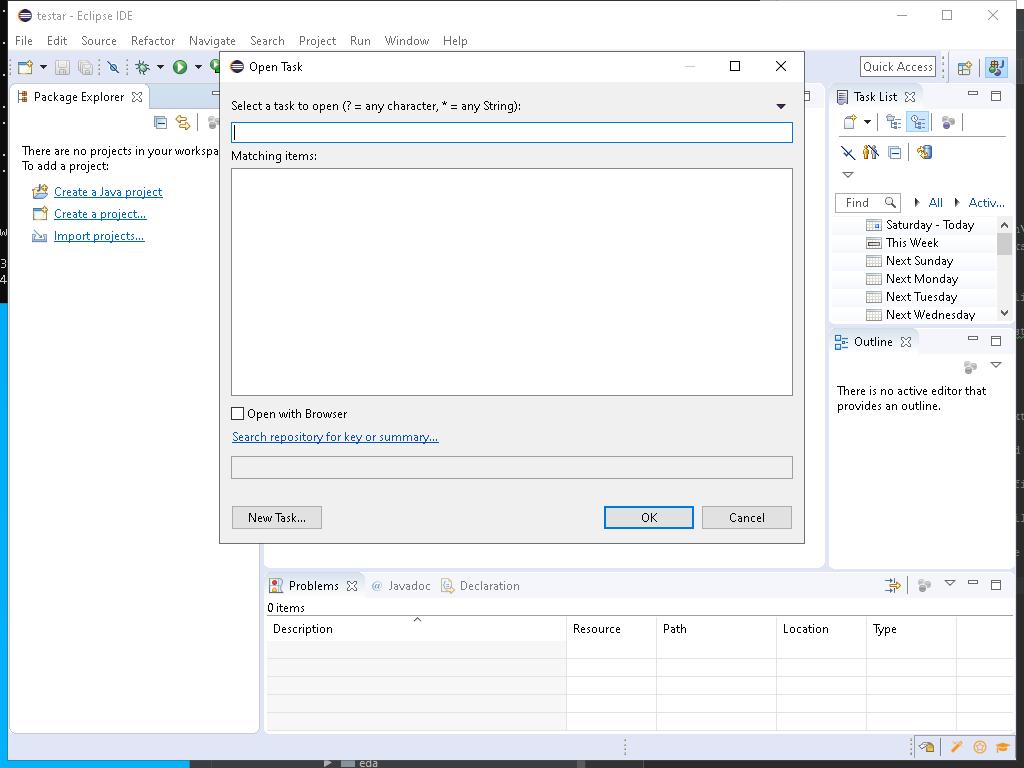 testar - Eclipse IDE
File Edit Source Refactor Navigate Search Project Run Window Help
Quick Access
Package Explorer
There are no projects in your workspa
To add a project:
Create a Java project
Create a project...
Import projects...
Open Task
Select a task to open (? = any character, * = any String):
Matching items:
Open with Browser
Search repository for key or summary...
New Task...
OK
Cancel
Task List
Find
All
Activ...
Saturday - Today
This Week
Next Sunday
Next Monday
Next Tuesday
Next Wednesday
Outline
There is no active editor that
provides an outline.
Problems
@ Javadoc
Declaration
0 items
Description Resource Path Location Type
eda